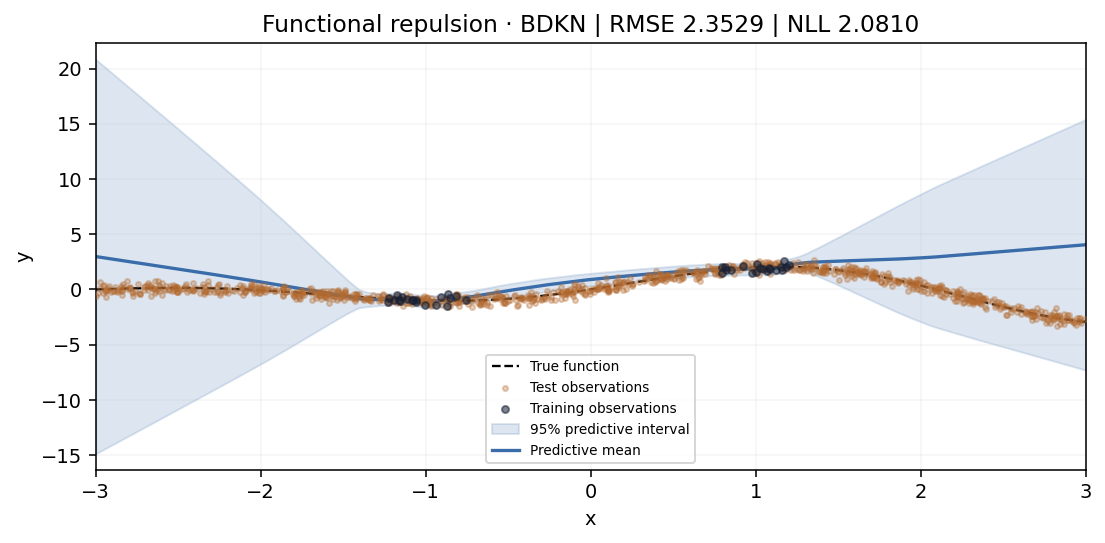 Functional repulsion · BDKN | RMSE 2.3529 | NLL 2.0810
20
15
10
5
0
−5
−10
−15
y
True function
Test observations
Training observations
95% predictive interval
Predictive mean
−3 −2 −1 0 1 2 3
x